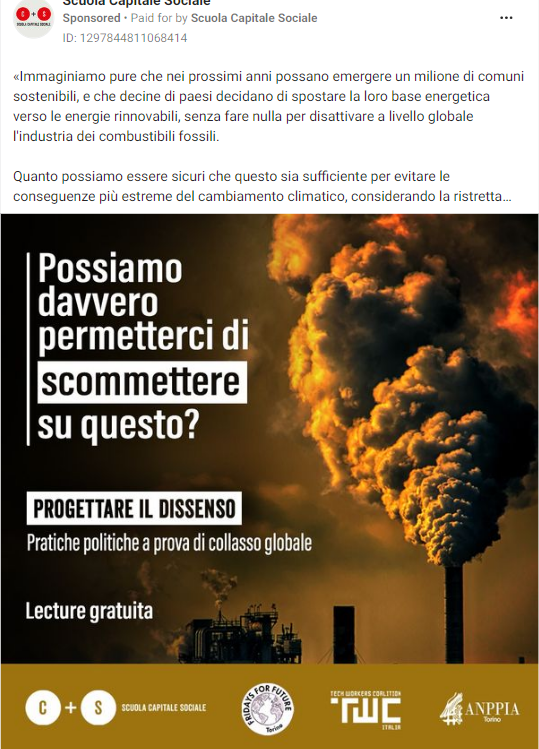 Scuola Capitale Sociale
Sponsored • Paid for by Scuola Capitale Sociale
ID: 1297844811068414
C + S
SCUOLA CAPITALE SOCIALE
«Immaginiamo pure che nei prossimi anni possano emergere un milione di comuni
sostenibili, e che decine di paesi decidano di spostare la loro base energetica
verso le energie rinnovabili, senza fare nulla per disattivare a livello globale
l'industria dei combustibili fossili.
Quanto possiamo essere sicuri che questo sia sufficiente per evitare le
conseguenze più estreme del cambiamento climatico, considerando la ristretta...
Possiamo
davvero
permetterci di
scommettere
su questo?
PROGETTARE IL DISSENSO
Pratiche politiche a prova di collasso globale
Lecture gratuita
C + S SCUOLA CAPITALE SOCIALE
FRIDAYS FOR FUTURE
Torino
TECH WORKERS COALITION
TWC
ITALIA
ANPPIA
Torino